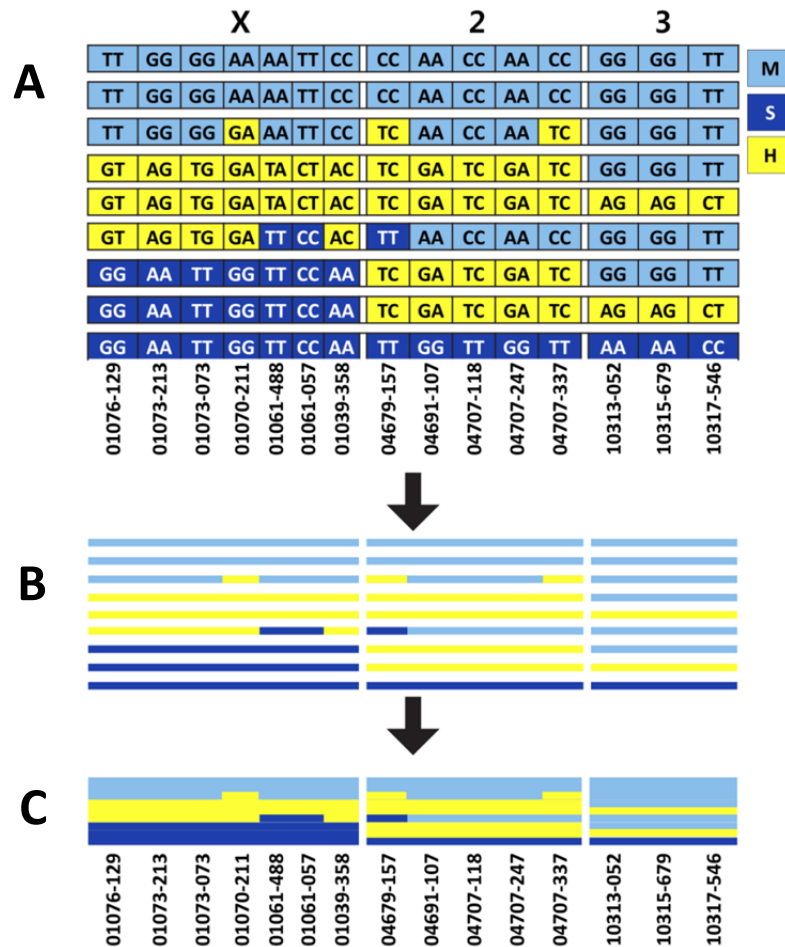 X 2 3
A
TT GG GG AA AA TT CC CC AA CC AA CC GG GG TT
M
TT GG GG AA AA TT CC CC AA CC AA CC GG GG TT
S
TT GG GG GA AA TT CC TC AA CC AA TC GG GG TT
H
GT AG TG GA TA CT AC TC GA TC GA TC GG GG TT
GT AG TG GA TA CT AC TC GA TC GA TC AG AG CT
GT AG TG GA TT CC AC TT AA CC AA CC GG GG TT
GG AA TT GG TT CC AA TC GA TC GA TC GG GG TT
GG AA TT GG TT CC AA TC GA TC GA TC AG AG CT
GG AA TT GG TT CC AA TT GG TT GG TT AA AA CC
01076-129 01073-213 01073-073 01070-211 01061-488 01061-057 01039-358 04679-157 04691-107 04707-118 04707-247 04707-337 10313-052 10315-679 10317-546
B
C
01076-129 01073-213 01073-073 01070-211 01061-488 01061-057 01039-358 04679-157 04691-107 04707-118 04707-247 04707-337 10313-052 10315-679 10317-546